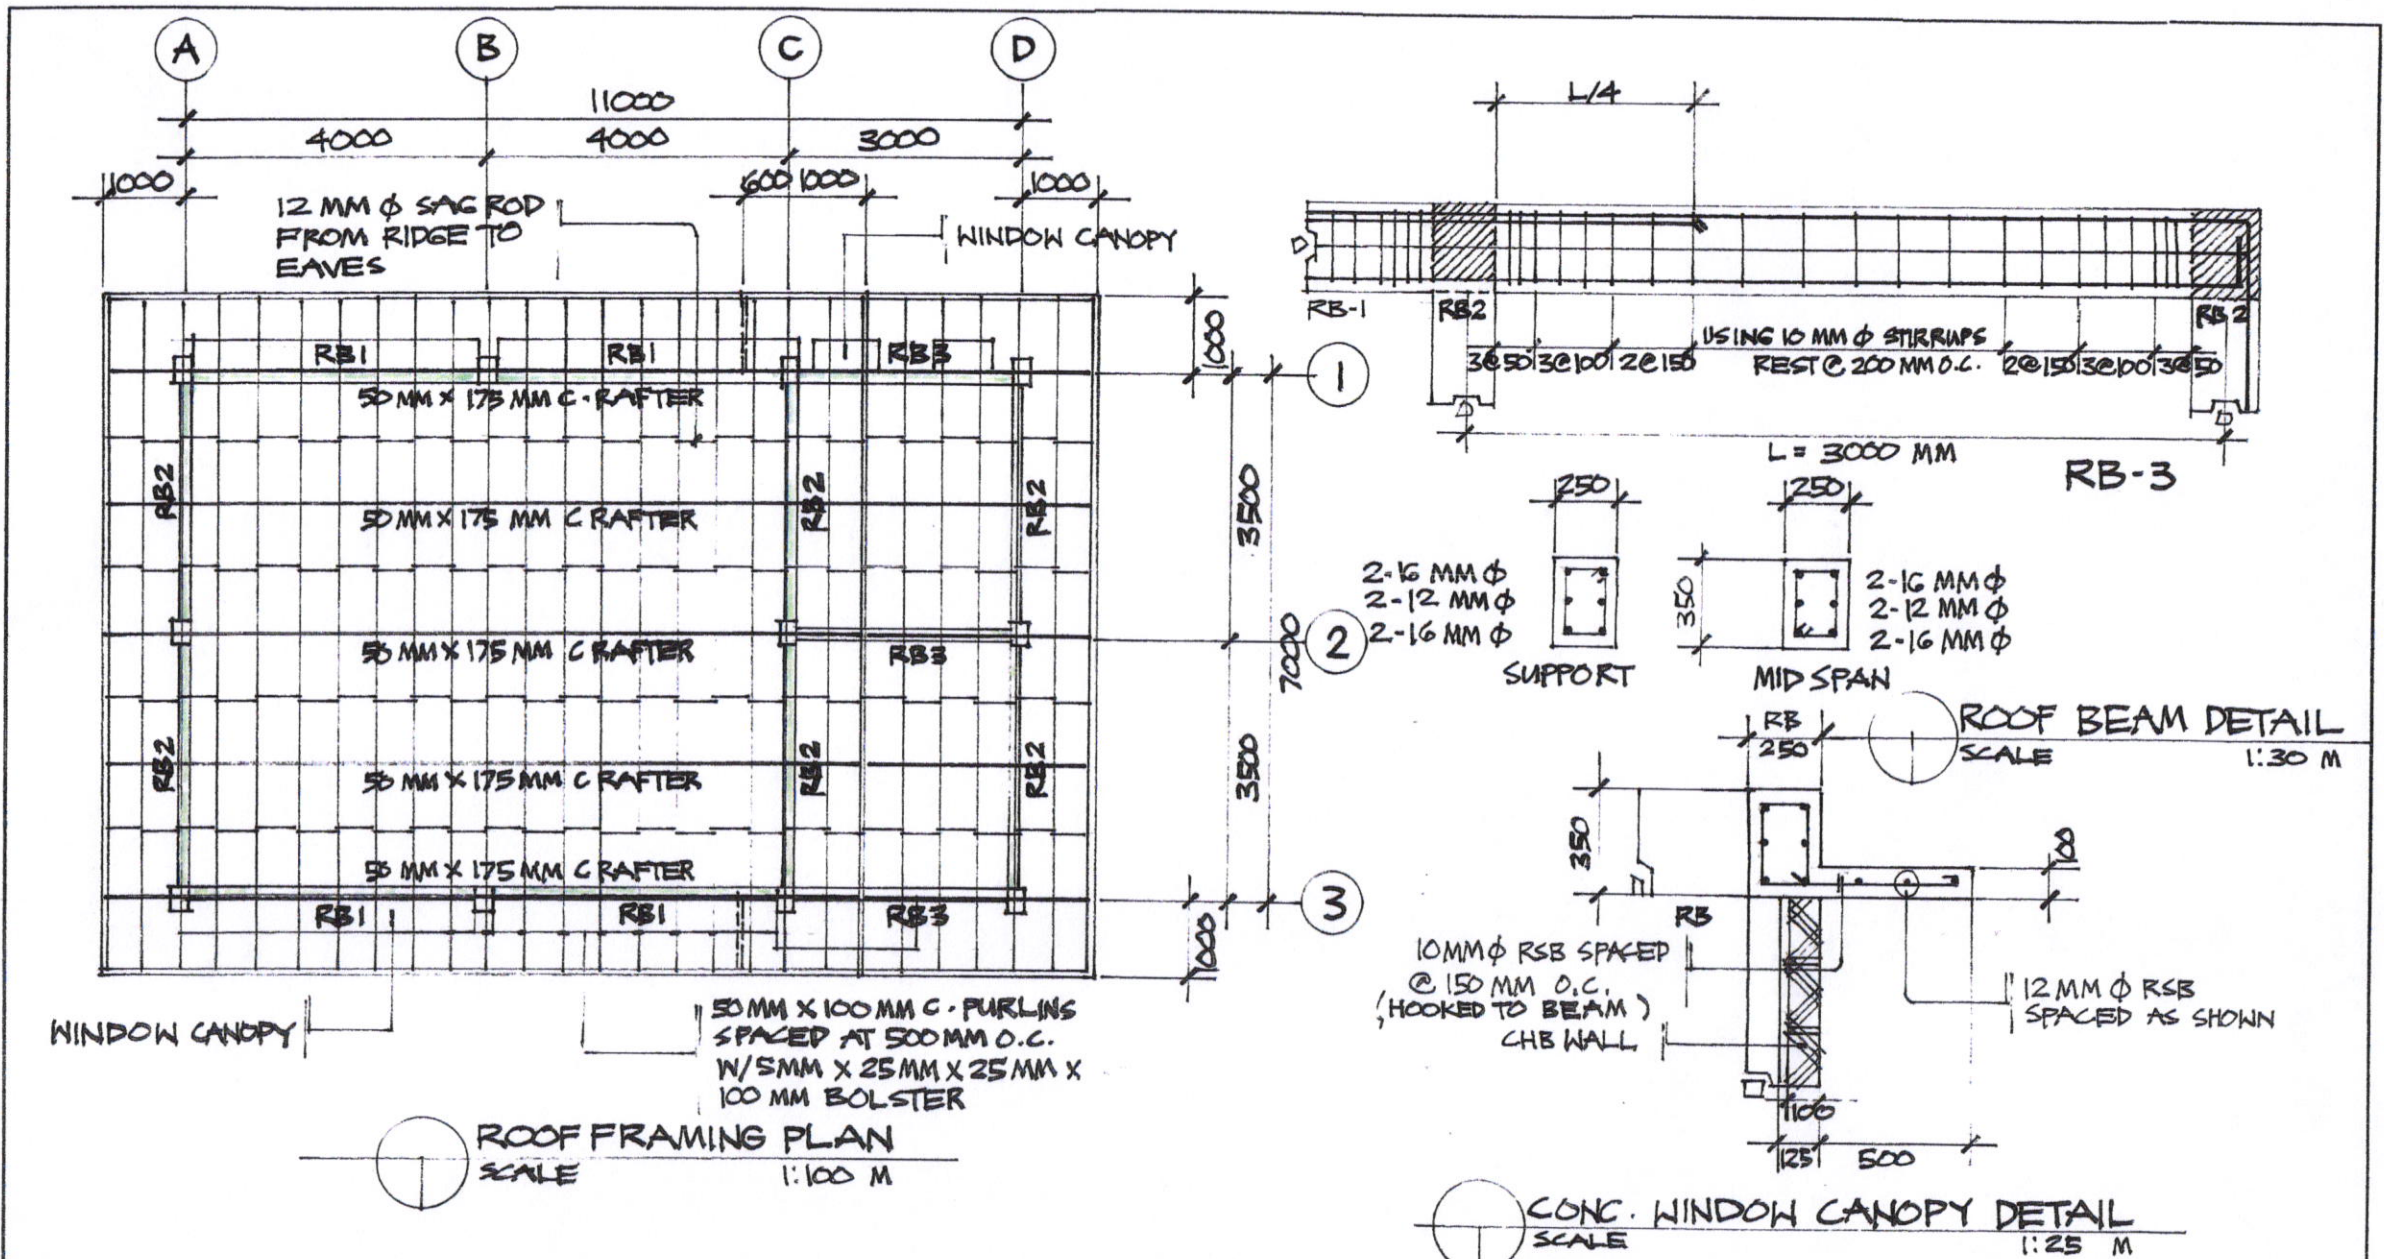 A
B
C
D
11000
4000
4000
3000
1000
600
1000
1000
12 MM Φ SAG ROD
FROM RIDGE TO
EAVES
WINDOW CANOPY
1000
RB1
RB1
RB3
1
50 MM X 175 MM C-RAFTER
RB2
RB2
RB2
3500
50 MM X 175 MM C RAFTER
7000
2
50 MM X 175 MM C RAFTER
RB3
RB2
RB2
RB2
3500
50 MM X 175 MM C RAFTER
50 MM X 175 MM C RAFTER
3
RB1
RB1
RB3
1000
WINDOW CANOPY
50 MM X 100 MM C-PURLINS
SPACED AT 500 MM O.C.
W/5MM X 25MM X 25MM X
100 MM BOLSTER
ROOF FRAMING PLAN
SCALE 1:100 M
L/4
RB-1
RB2
RB2
USING 10 MM Φ STIRRUPS
3@50 3@100 2@150 REST @ 200 MM O.C. 2@150 3@100 3@50
L = 3000 MM
RB-3
250
250
350
2-16 MM Φ
2-12 MM Φ
2-16 MM Φ
2-16 MM Φ
2-12 MM Φ
2-16 MM Φ
SUPPORT
MIDSPAN
ROOF BEAM DETAIL
SCALE 1:30 M
RB
250
350
100
RB
10MM Φ RSB SPACED
@ 150 MM O.C.
(HOOKED TO BEAM)
CHB WALL
12 MM Φ RSB
SPACED AS SHOWN
100
125
500
CONC. WINDOW CANOPY DETAIL
SCALE 1:25 M